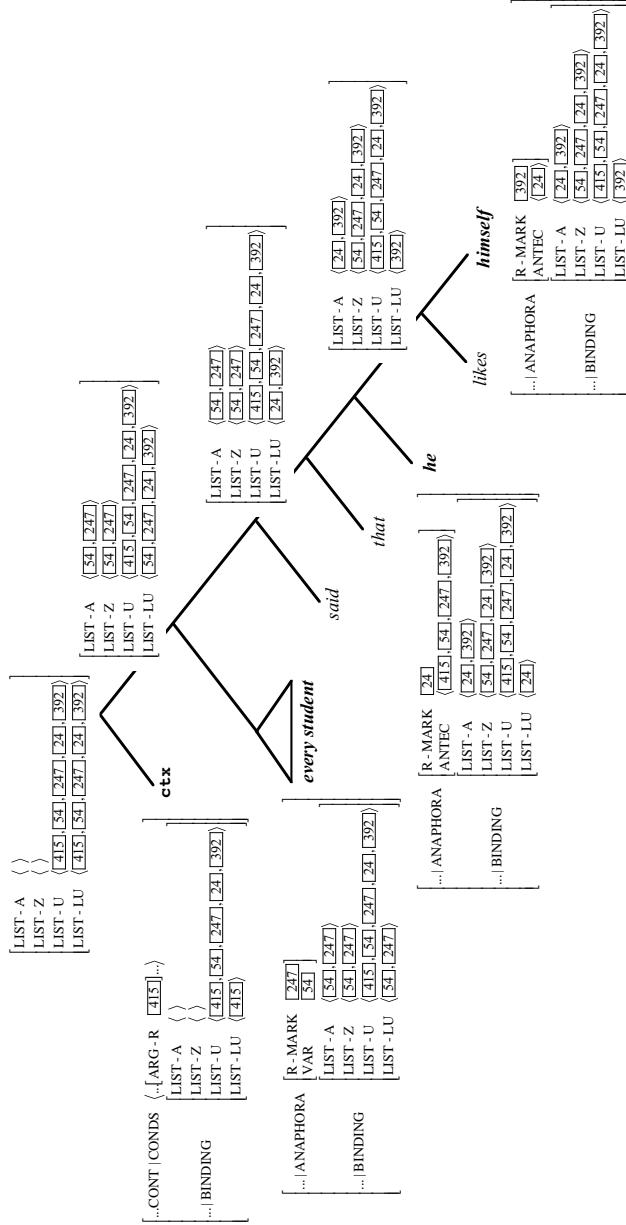 LIST - A ⟨ ⟩
LIST - Z ⟨ ⟩
LIST - U ⟨ 415 , 54 , 247 , 24 , 392 ⟩
LIST - LU ⟨ 415 , 54 , 247 , 24 , 392 ⟩
LIST - A ⟨ 54 , 247 ⟩
LIST - Z ⟨ 54 , 247 ⟩
LIST - U ⟨ 415 , 54 , 247 , 24 , 392 ⟩
LIST - LU ⟨ 54 , 247 , 24 , 392 ⟩
ctx
...CONT | CONDS ⟨...[ARG - R 415 ]...⟩
...| BINDING
LIST - A ⟨ ⟩
LIST - Z ⟨ ⟩
LIST - U ⟨ 415 , 54 , 247 , 24 , 392 ⟩
LIST - LU ⟨ 415 ⟩
LIST - A ⟨ 54 , 247 ⟩
LIST - Z ⟨ 54 , 247 ⟩
LIST - U ⟨ 415 , 54 , 247 , 24 , 392 ⟩
LIST - LU ⟨ 24 , 392 ⟩
every student
said
...| ANAPHORA
R - MARK 247
VAR 54
...| BINDING
LIST - A ⟨ 54 , 247 ⟩
LIST - Z ⟨ 54 , 247 ⟩
LIST - U ⟨ 415 , 54 , 247 , 24 , 392 ⟩
LIST - LU ⟨ 54 , 247 ⟩
LIST - A ⟨ 24 , 392 ⟩
LIST - Z ⟨ 54 , 247 , 24 , 392 ⟩
LIST - U ⟨ 415 , 54 , 247 , 24 , 392 ⟩
LIST - LU ⟨ 392 ⟩
that
he
...| ANAPHORA
R - MARK 24
ANTEC ⟨ 415 , 54 , 247 , 392 ⟩
...| BINDING
LIST - A ⟨ 24 , 392 ⟩
LIST - Z ⟨ 54 , 247 , 24 , 392 ⟩
LIST - U ⟨ 415 , 54 , 247 , 24 , 392 ⟩
LIST - LU ⟨ 24 ⟩
likes
himself
...| ANAPHORA
R - MARK 392
ANTEC ⟨ 24 ⟩
...| BINDING
LIST - A ⟨ 24 , 392 ⟩
LIST - Z ⟨ 54 , 247 , 24 , 392 ⟩
LIST - U ⟨ 415 , 54 , 247 , 24 , 392 ⟩
LIST - LU ⟨ 392 ⟩